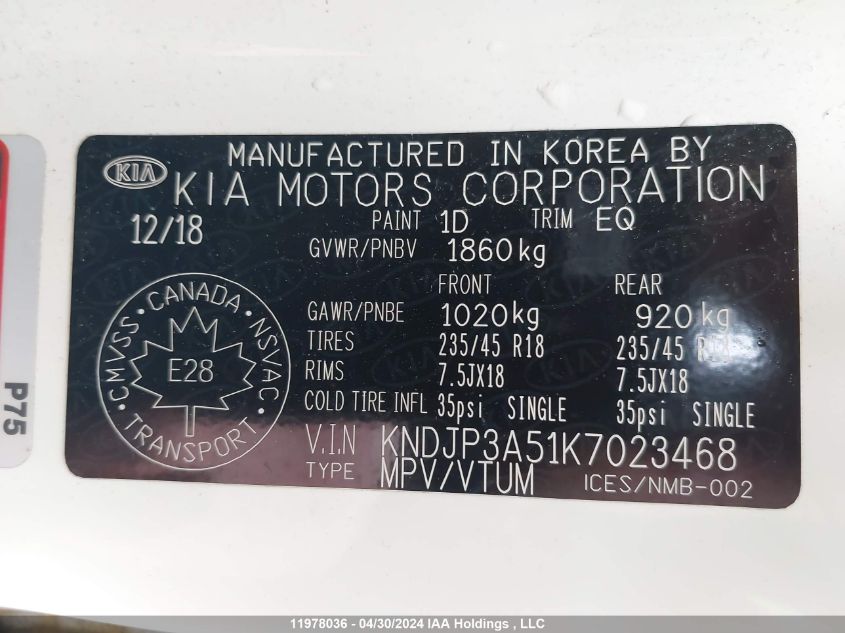 MANUFACTURED IN KOREA BY
KIA KIA MOTORS CORPORATION
12/18 PAINT 1D TRIM EQ
GVWR/PNBV 1860kg
FRONT REAR
GAWR/PNBE 1020kg 920kg
TIRES 235/45 R18 235/45
RIMS 7.5JX18 7.5JX18
COLD TIRE INFL 35psi SINGLE 35psi SINGLE
V.I.N KNDJP3A51K7023468
TYPE MPV/VTUM ICES/NMB-002
CANADA · NSVAC · TRANSPORT · CMVSS ·
E28
P75
11978036 - 04/30/2024 IAA Holdings , LLC